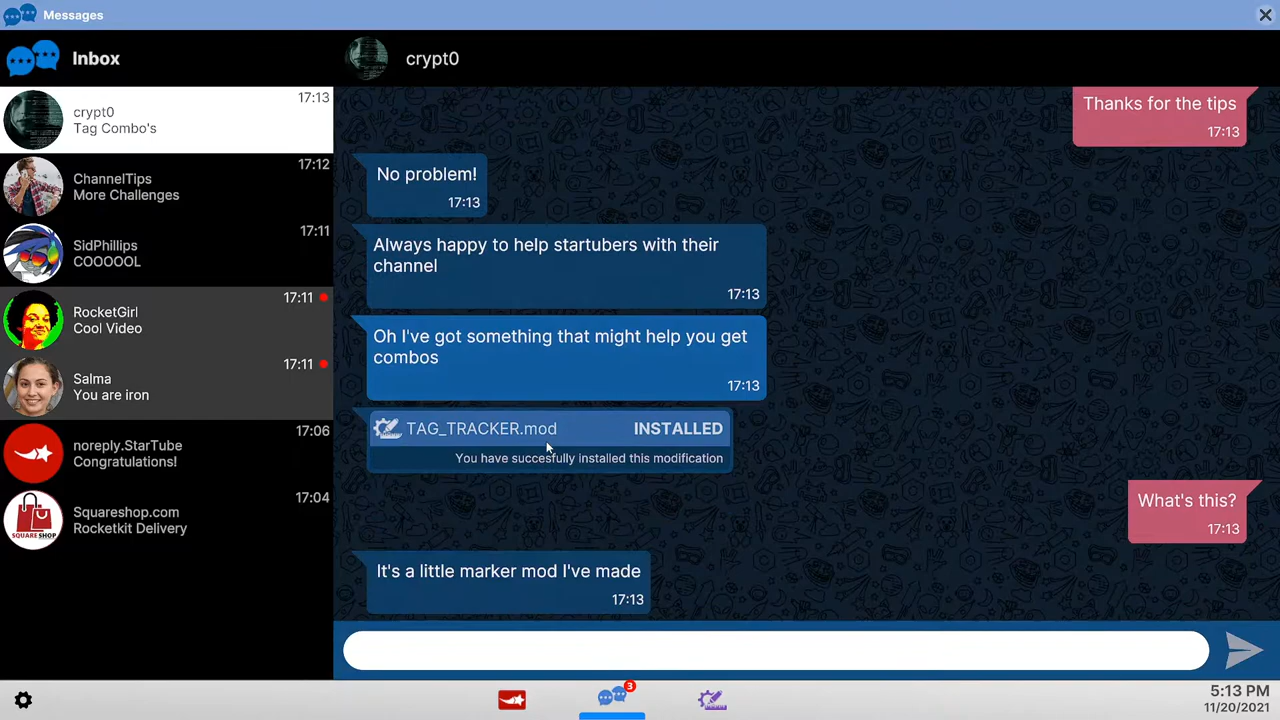 Messages
Inbox
crypt0
17:13
crypt0
Tag Combo's
17:12
ChannelTips
More Challenges
17:11
SidPhillips
COOOOOL
17:11
RocketGirl
Cool Video
17:11
Salma
You are iron
17:06
noreply.StarTube
Congratulations!
17:04
Squareshop.com
Rocketkit Delivery
SQUARE SHOP
Thanks for the tips
17:13
No problem!
17:13
Always happy to help startubers with their
channel
17:13
Oh I've got something that might help you get
combos
17:13
TAG_TRACKER.mod INSTALLED
You have succesfully installed this modification
What's this?
17:13
It's a little marker mod I've made
17:13
3
5:13 PM
11/20/2021